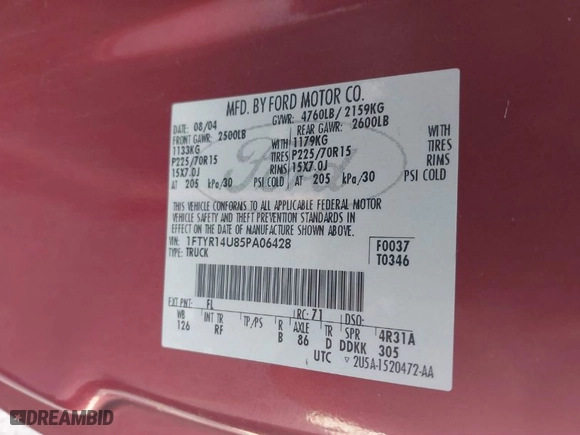 MFD. BY FORD MOTOR CO.
DATE: 08/04 GVWR: 4760LB/ 2159KG
FRONT GAWR: 2500LB REAR GAWR: 2600LB
1133KG WITH 1179KG WITH
P225/70R15 TIRES P225/70R15 TIRES
15X7.0J RIMS 15X7.0J RIMS
AT 205 kPa/30 PSI COLD AT 205 kPa/30 PSI COLD
Ford
THIS VEHICLE CONFORMS TO ALL APPLICABLE FEDERAL MOTOR
VEHICLE SAFETY AND THEFT PREVENTION STANDARDS IN
EFFECT ON THE DATE OF MANUFACTURE SHOWN ABOVE.
VIN: 1FTYR14U85PA06428 F0037
TYPE: TRUCK T0346
EXT PNT: FL RC: 71 DSO:
WB INT TR TP/PS R AXLE TR SPR 4R31A
126 RF B 86 D DDKK 305
UTC 2U5A-1520472-AA
DREAMBID